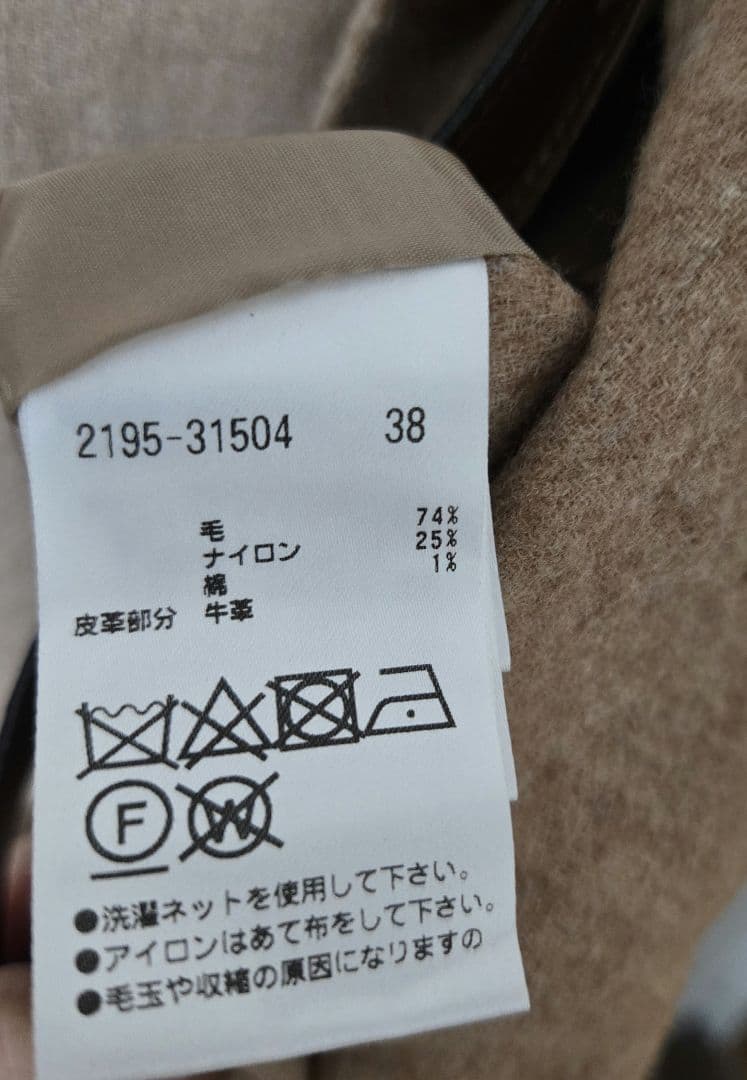 2195-31504 38
毛 74%
ナイロン 25%
綿 1%
皮革部分 牛革
F W
●洗濯ネットを使用して下さい。
●アイロンはあて布をして下さい。
●毛玉や収縮の原因になりますの